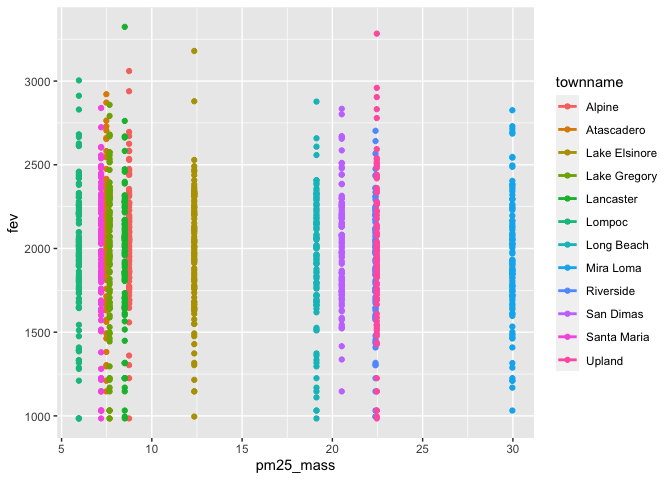 3000
2500
2000
1500
1000
fev
5
10
15
20
25
30
pm25_mass
townname
Alpine
Atascadero
Lake Elsinore
Lake Gregory
Lancaster
Lompoc
Long Beach
Mira Loma
Riverside
San Dimas
Santa Maria
Upland